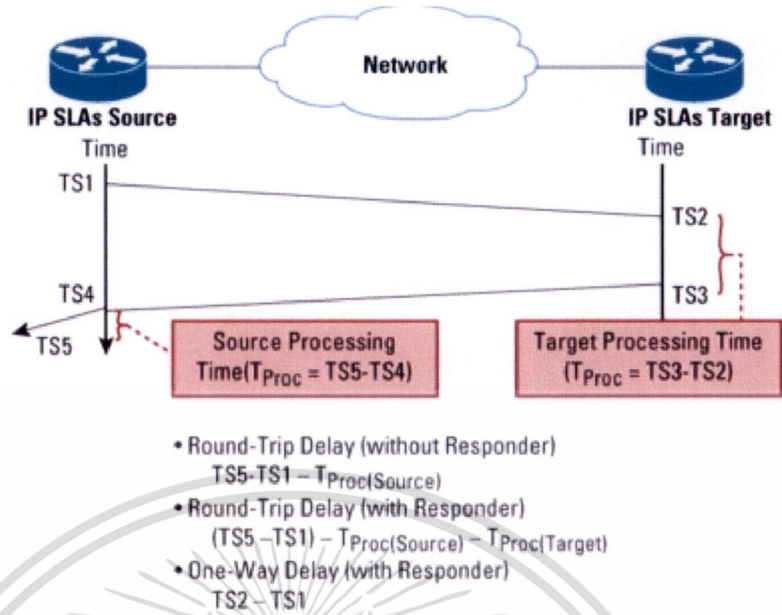 Network
IP SLAs Source
IP SLAs Target
Time
Time
TS1
TS2
TS4
TS3
TS5
Source Processing
Time(TProc = TS5-TS4)
Target Processing Time
(TProc = TS3-TS2)
• Round-Trip Delay (without Responder)
TS5-TS1 – TProc(Source)
• Round-Trip Delay (with Responder)
(TS5 –TS1) – TProc(Source) – TProc(Target)
• One-Way Delay (with Responder)
TS2 – TS1